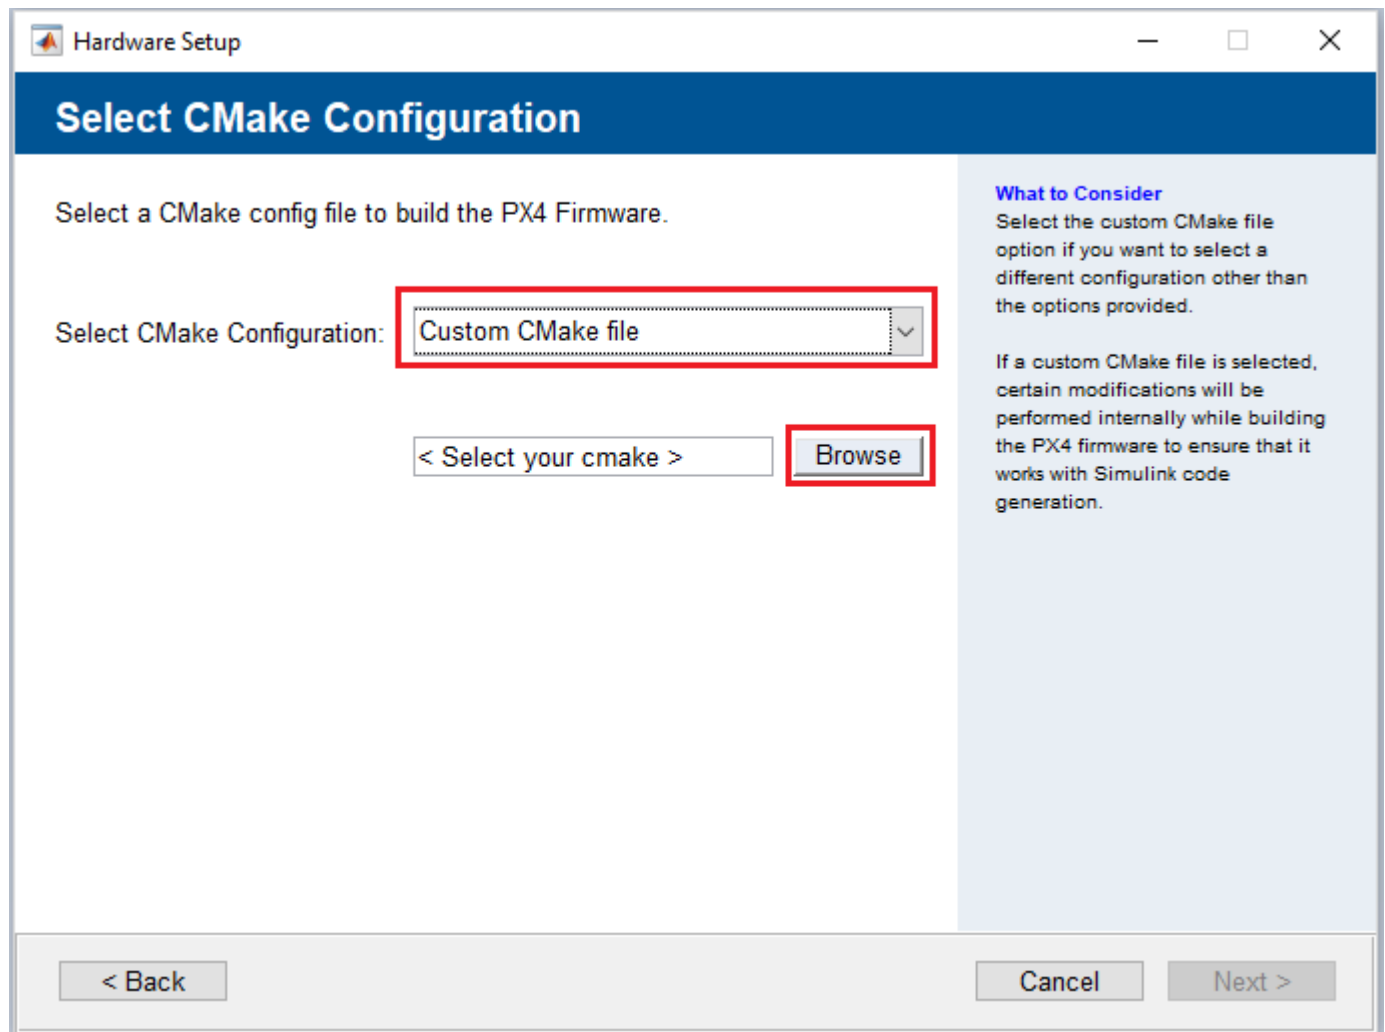 Hardware Setup
Select CMake Configuration
Select a CMake config file to build the PX4 Firmware.
Select CMake Configuration:
Custom CMake file
< Select your cmake >
Browse
What to Consider
Select the custom CMake file
option if you want to select a
different configuration other than
the options provided.
If a custom CMake file is selected,
certain modifications will be
performed internally while building
the PX4 firmware to ensure that it
works with Simulink code
generation.
< Back
Cancel
Next >